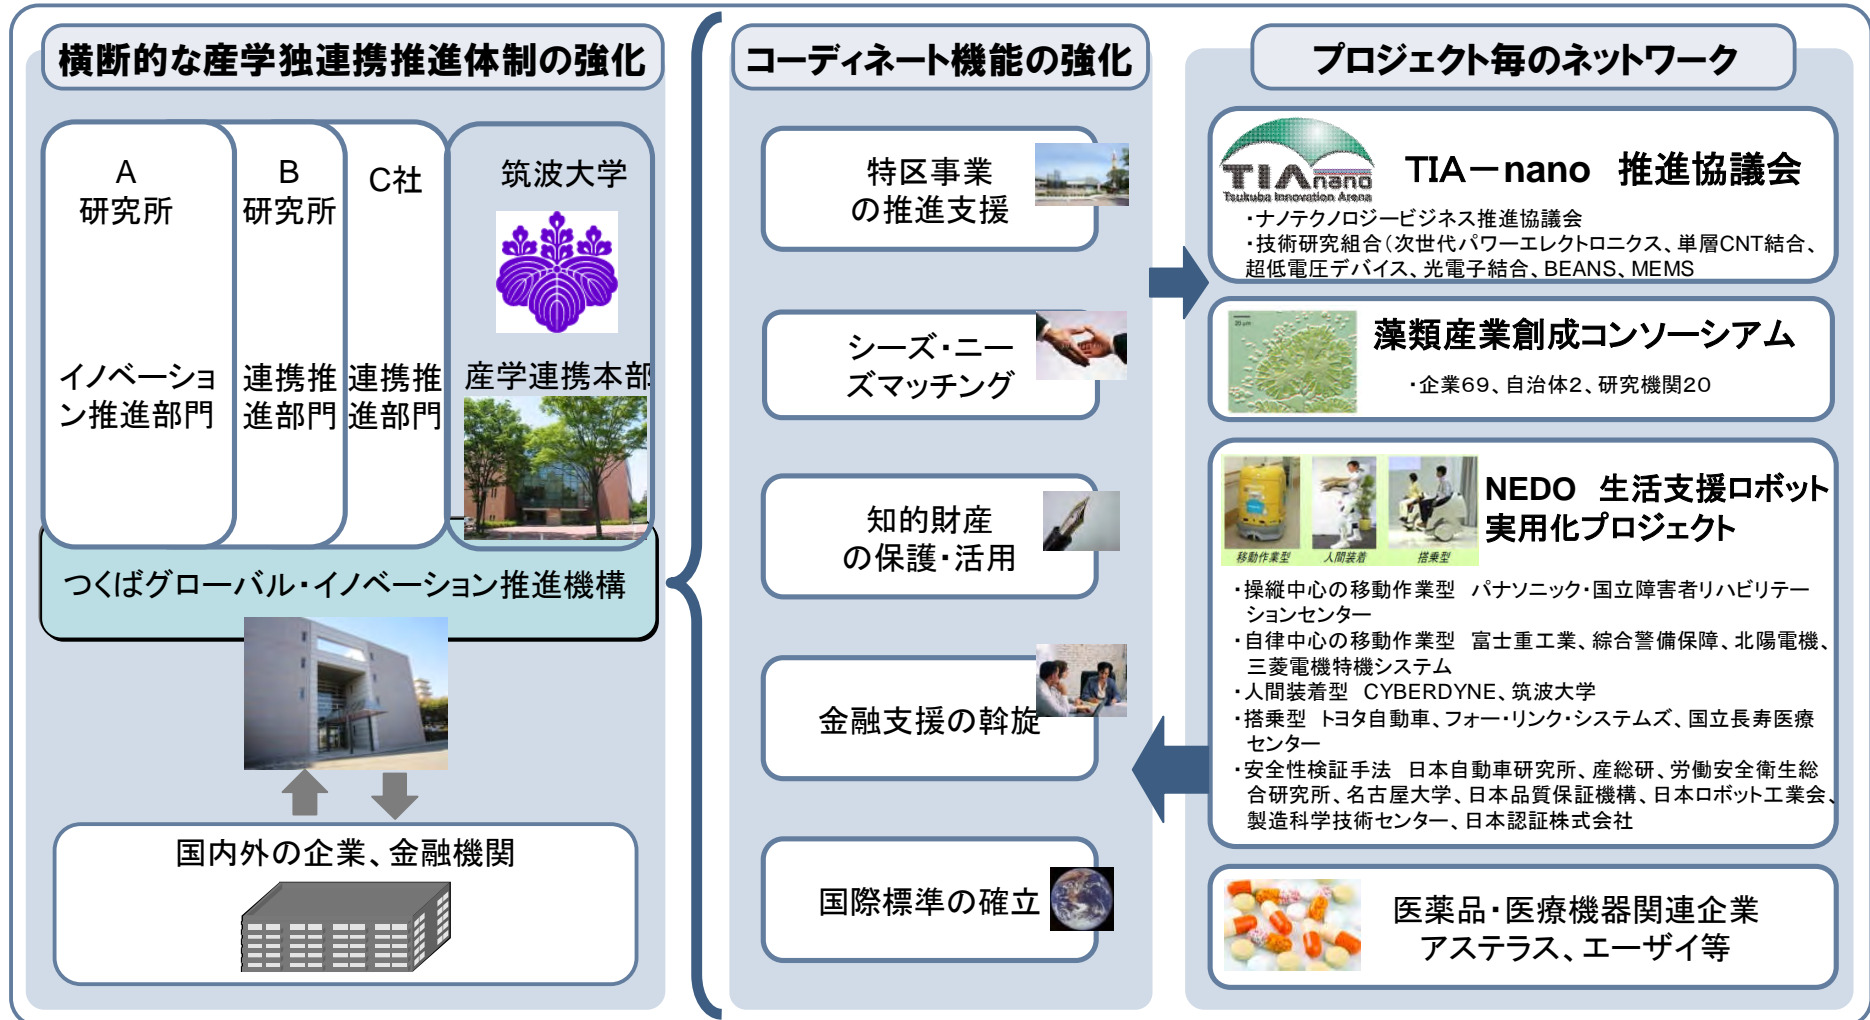 横断的な産学独連携推進体制の強化
A
研究所
B
研究所
C社
筑波大学
イノベーショ
ン推進部門
連携推
進部門
連携推
進部門
産学連携本部
つくばグローバル・イノベーション推進機構
国内外の企業、金融機関
コーディネート機能の強化
特区事業
の推進支援
シーズ・ニー
ズマッチング
知的財産
の保護・活用
金融支援の斡旋
国際標準の確立
プロジェクト毎のネットワーク
TIA nano
Tsukuba Innovation Arena
TIA－nano 推進協議会
・ナノテクノロジービジネス推進協議会
・技術研究組合（次世代パワーエレクトロニクス、単層CNT結合、
超低電圧デバイス、光電子結合、BEANS、MEMS
20 μm
藻類産業創成コンソーシアム
・企業69、自治体2、研究機関20
移動作業型
人間装着
搭乗型
NEDO 生活支援ロボット
実用化プロジェクト
・操縦中心の移動作業型 パナソニック・国立障害者リハビリテー
ションセンター
・自律中心の移動作業型 富士重工業、綜合警備保障、北陽電機、
三菱電機特機システム
・人間装着型 CYBERDYNE、筑波大学
・搭乗型 トヨタ自動車、フォー・リンク・システムズ、国立長寿医療
センター
・安全性検証手法 日本自動車研究所、産総研、労働安全衛生総
合研究所、名古屋大学、日本品質保証機構、日本ロボット工業会、
製造科学技術センター、日本認証株式会社
医薬品・医療機器関連企業
アステラス、エーザイ等